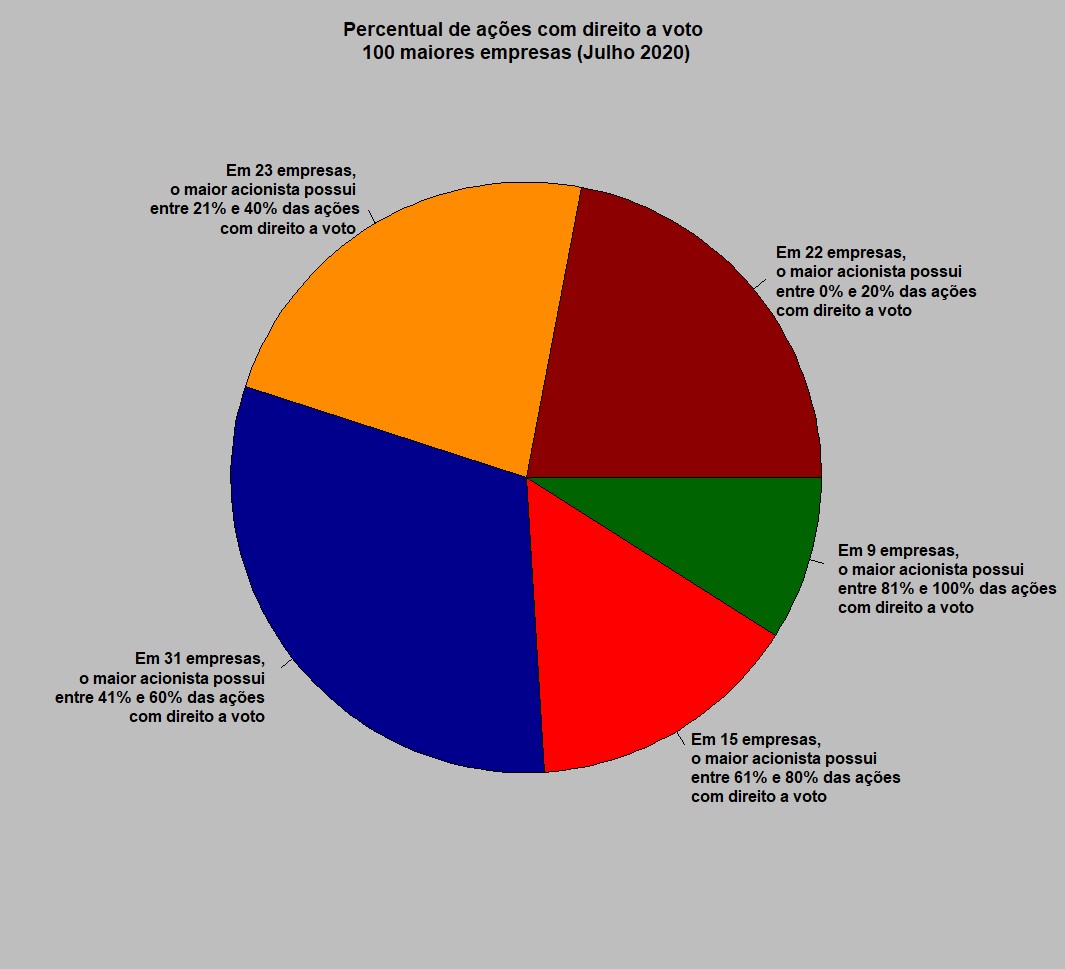 Percentual de ações com direito a voto
100 maiores empresas (Julho 2020)
Em 23 empresas,
o maior acionista possui
entre 21% e 40% das ações
com direito a voto
Em 22 empresas,
o maior acionista possui
entre 0% e 20% das ações
com direito a voto
Em 9 empresas,
o maior acionista possui
entre 81% e 100% das ações
com direito a voto
Em 31 empresas,
o maior acionista possui
entre 41% e 60% das ações
com direito a voto
Em 15 empresas,
o maior acionista possui
entre 61% e 80% das ações
com direito a voto